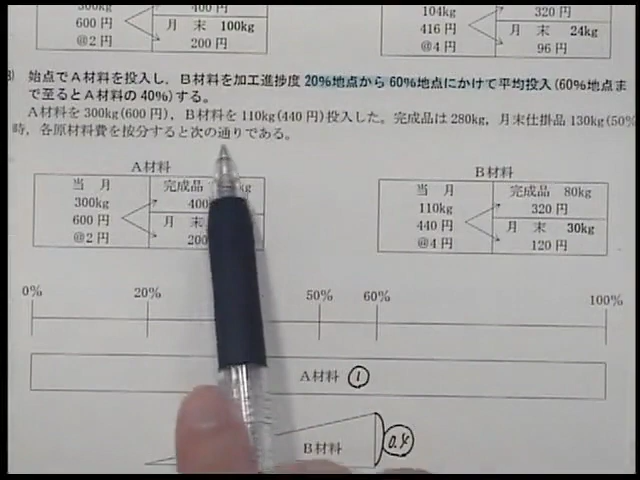 300kg 400円
600円 月 末 100kg
@2円 200円
104kg 320円
416円 月 末 24kg
@4円 96円
始点でA材料を投入し、B材料を加工進捗度 20%地点から 60%地点にかけて平均投入(60%地点ま
で至るとA材料の 40%)する。
A材料を 300kg(600 円)、B材料を 110kg(440 円)投入した。完成品は 280kg、月末仕掛品 130kg(50%
時、各原材料費を按分すると次の通りである。
A材料
当 月 完成品 kg
300kg 400
600円 月 末
@2円 200
B材料
当 月 完成品 80kg
110kg 320円
440円 月 末 30kg
@4円 120円
0% 20% 50% 60% 100%
A材料 1
B材料 0.4